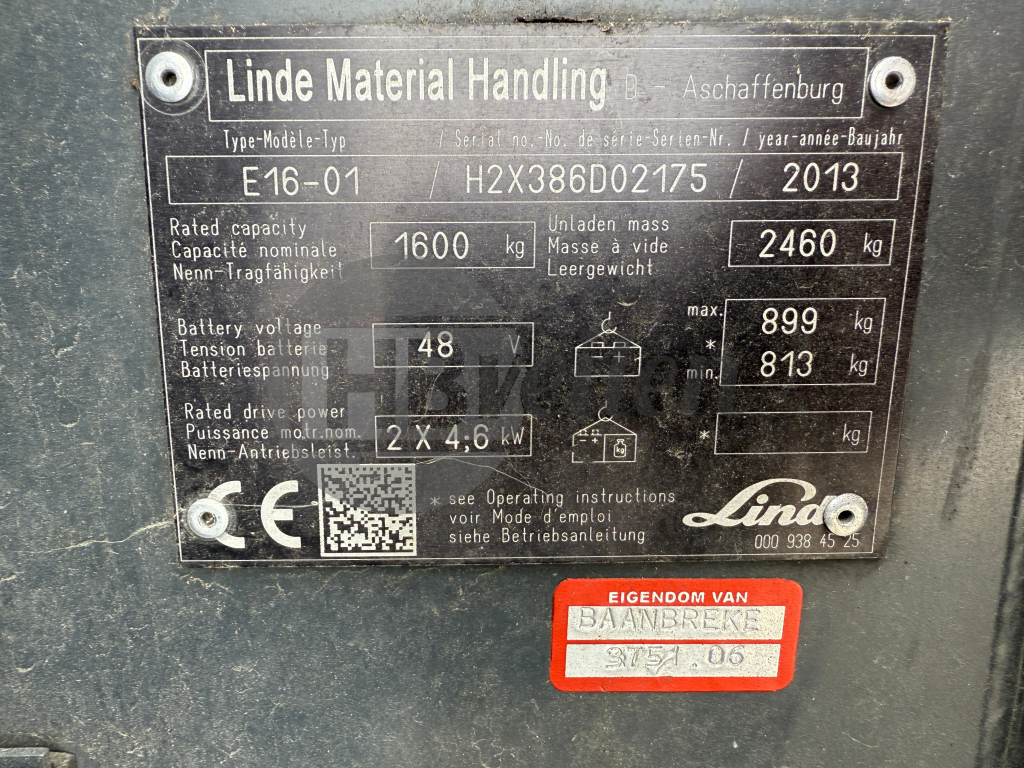 Linde Material Handling D - Aschaffenburg
Type-Modèle-Typ / Serial no.-No. de série-Serien-Nr. / year-année-Baujahr
E16-01 / H2X386D02175 / 2013
Rated capacity
Capacité nominale
Nenn-Tragfähigkeit
1600 kg
Unladen mass
Masse à vide
Leergewicht
2460 kg
Battery voltage
Tension batterie
Batteriespannung
48 V
max. 899 kg
*
min. 813 kg
Rated drive power
Puissance motr.nom.
Nenn-Antriebsleist.
2 X 4,6 kW
kg
* kg
CE
* see Operating instructions
voir Mode d'emploi
siehe Betriebsanleitung
Linde
000 938 45 25
EIGENDOM VAN
BAANBREKE
3751.06